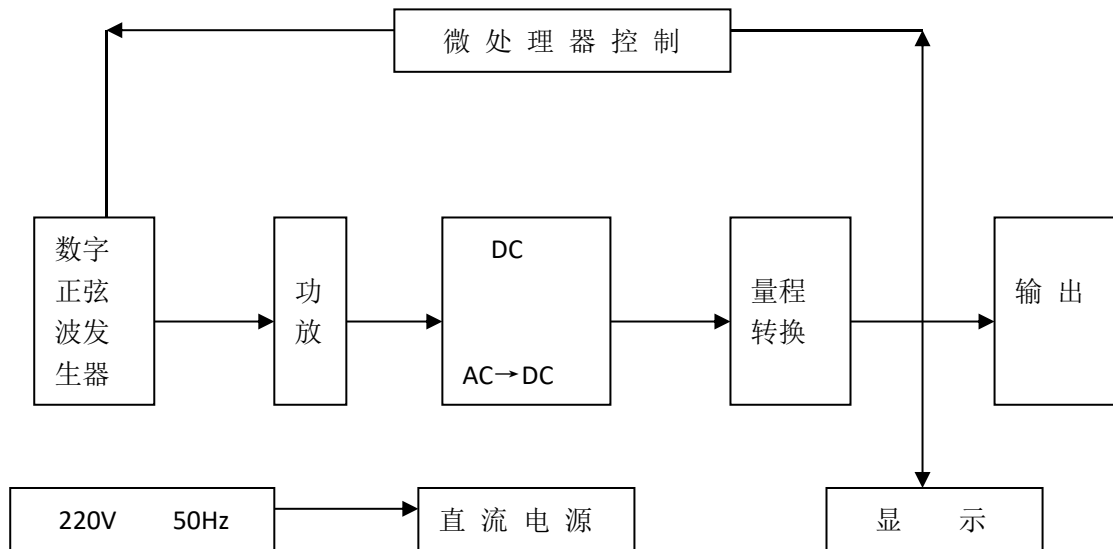 微处理器控制
数字
正弦
波发
生器
功
放
DC
AC→DC
量程
转换
输出
220V 50Hz
直流电源
显 示